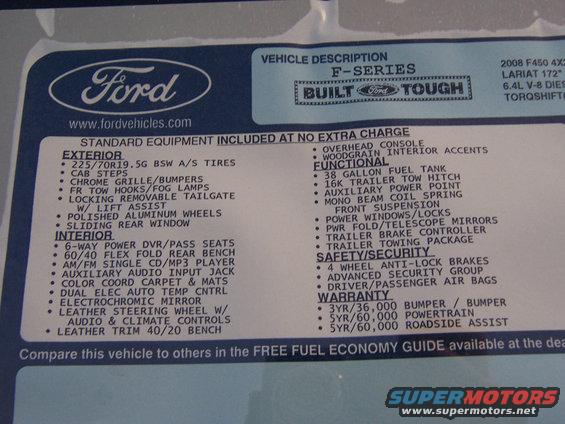 Ford
www.fordvehicles.com
VEHICLE DESCRIPTION
F-SERIES
BUILT Ford TOUGH
2008 F450 4X2
LARIAT 172"
6.4L V-8 DIES
TORQSHIFT
STANDARD EQUIPMENT INCLUDED AT NO EXTRA CHARGE
EXTERIOR
• 225/70R19.5G BSW A/S TIRES
• CAB STEPS
• CHROME GRILLE/BUMPERS
• FR TOW HOOKS/FOG LAMPS
• LOCKING REMOVABLE TAILGATE
W/ LIFT ASSIST
• POLISHED ALUMINUM WHEELS
• SLIDING REAR WINDOW
INTERIOR
• 6-WAY POWER DVR/PASS SEATS
• 60/40 FLEX FOLD REAR BENCH
• AM/FM SINGLE CD/MP3 PLAYER
• AUXILIARY AUDIO INPUT JACK
• COLOR COORD CARPET & MATS
• DUAL ELEC AUTO TEMP CNTRL
• ELECTROCHROMIC MIRROR
• LEATHER STEERING WHEEL W/
AUDIO & CLIMATE CONTROLS
• LEATHER TRIM 40/20 BENCH
• OVERHEAD CONSOLE
• WOODGRAIN INTERIOR ACCENTS
FUNCTIONAL
• 38 GALLON FUEL TANK
• 16K TRAILER TOW HITCH
• AUXILIARY POWER POINT
• MONO BEAM COIL SPRING
FRONT SUSPENSION
• POWER WINDOWS/LOCKS
• PWR FOLD/TELESCOPE MIRRORS
• TRAILER BRAKE CONTROLLER
• TRAILER TOWING PACKAGE
SAFETY/SECURITY
• 4 WHEEL ANTI-LOCK BRAKES
• ADVANCED SECURITY GROUP
• DRIVER/PASSENGER AIR BAGS
WARRANTY
• 3YR/36,000 BUMPER / BUMPER
• 5YR/60,000 POWERTRAIN
• 5YR/60,000 ROADSIDE ASSIST
Compare this vehicle to others in the FREE FUEL ECONOMY GUIDE available at the dea
SUPERMOTORS
www.supermotors.net